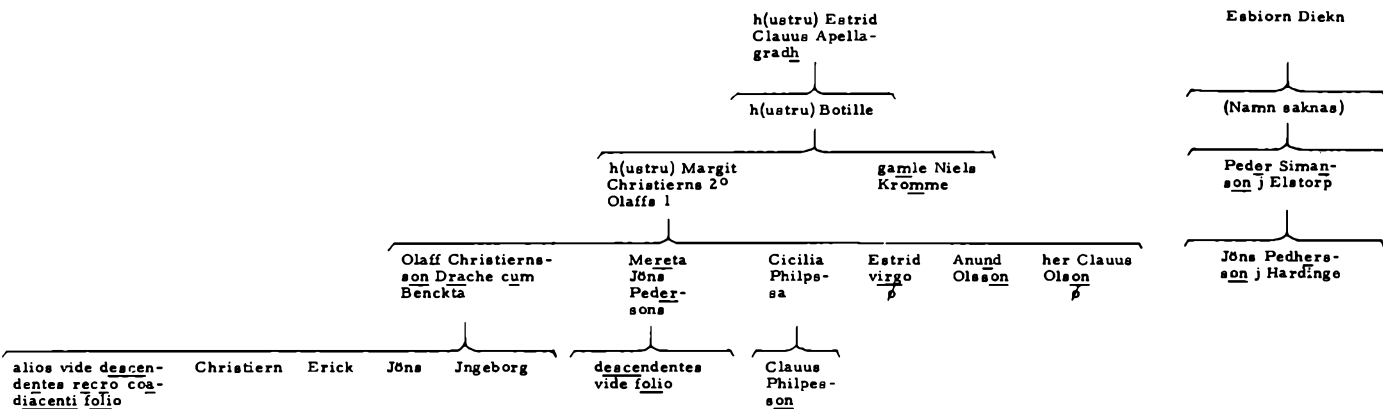 h(ustru) Estrid
Clauus Apella-
gradh
Esbiorn Diekn
h(ustru) Botille
(Namn saknas)
h(ustru) Margit
Christierns 2°
Olaffs 1
gamle Niels
Kromme
Peder Siman-
son j Elstorp
Olaff Christierns-
son Drache cum
Benckta
Mereta
Jöns
Peder-
sons
Cicilia
Philps-
sa
Estrid
virgo
ø
Anund
Olsson
her Clauus
Olson
ø
Jöns Pedhers-
son j Hardinge
alios vide descen-
dentes recro coa-
diacenti folio
Christiern
Erick
Jöns
Jngeborg
descendentes
vide folio
Clauus
Philpes-
son